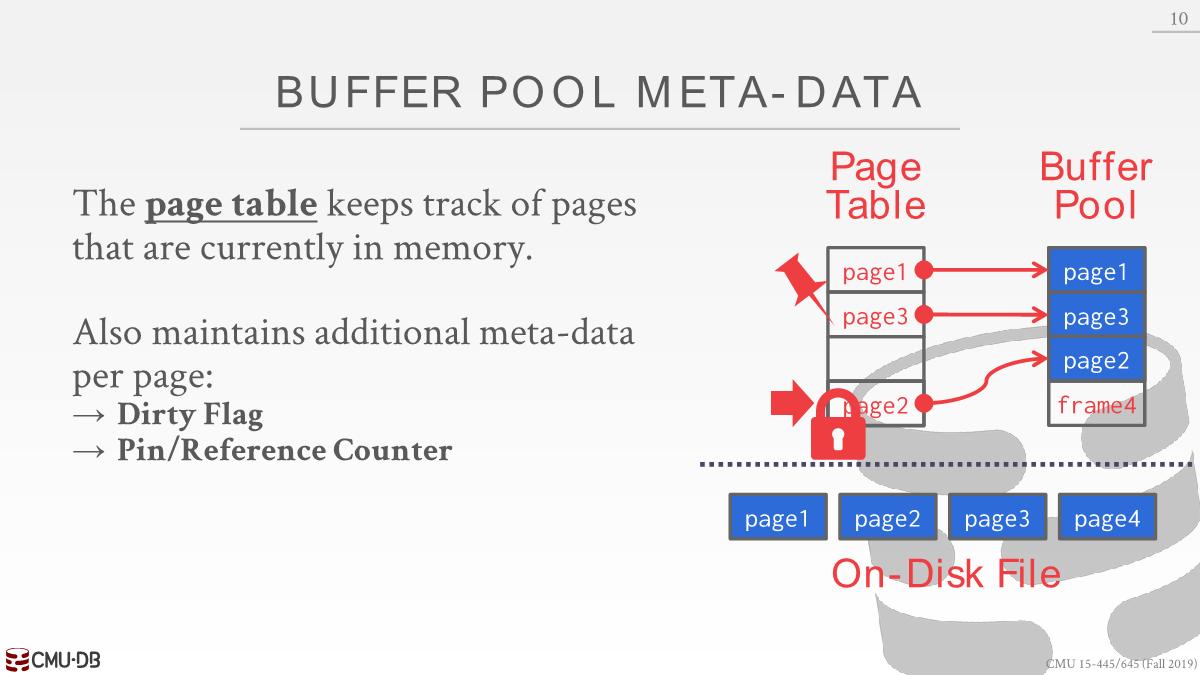 10
BUFFER POOL META-DATA
The page table keeps track of pages
that are currently in memory.
Also maintains additional meta-data
per page:
→ Dirty Flag
→ Pin/Reference Counter
Page
Table
page1
page3
page2
Buffer
Pool
page1
page3
page2
frame4
page1 page2 page3 page4
On-Disk File
CMU·DB
CMU 15-445/645 (Fall 2019)